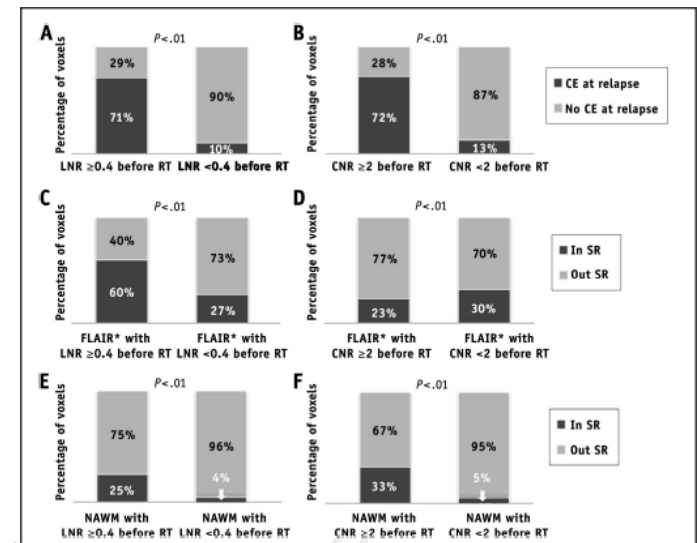 A
P<.01
Percentage of voxels
29%
71%
90%
10%
LNR ≥0.4 before RT
LNR <0.4 before RT
B
P<.01
Percentage of voxels
28%
72%
87%
13%
CNR ≥2 before RT
CNR <2 before RT
CE at relapse
No CE at relapse
C
P<.01
Percentage of voxels
40%
60%
73%
27%
FLAIR* with
LNR ≥0.4 before RT
FLAIR* with
LNR <0.4 before RT
D
P<.01
Percentage of voxels
77%
23%
70%
30%
FLAIR* with
CNR ≥2 before RT
FLAIR* with
CNR <2 before RT
In SR
Out SR
E
P<.01
Percentage of voxels
75%
25%
96%
4%
NAWM with
LNR ≥0.4 before RT
NAWM with
LNR <0.4 before RT
F
P<.01
Percentage of voxels
67%
33%
95%
5%
NAWM with
CNR ≥2 before RT
NAWM with
CNR <2 before RT
In SR
Out SR